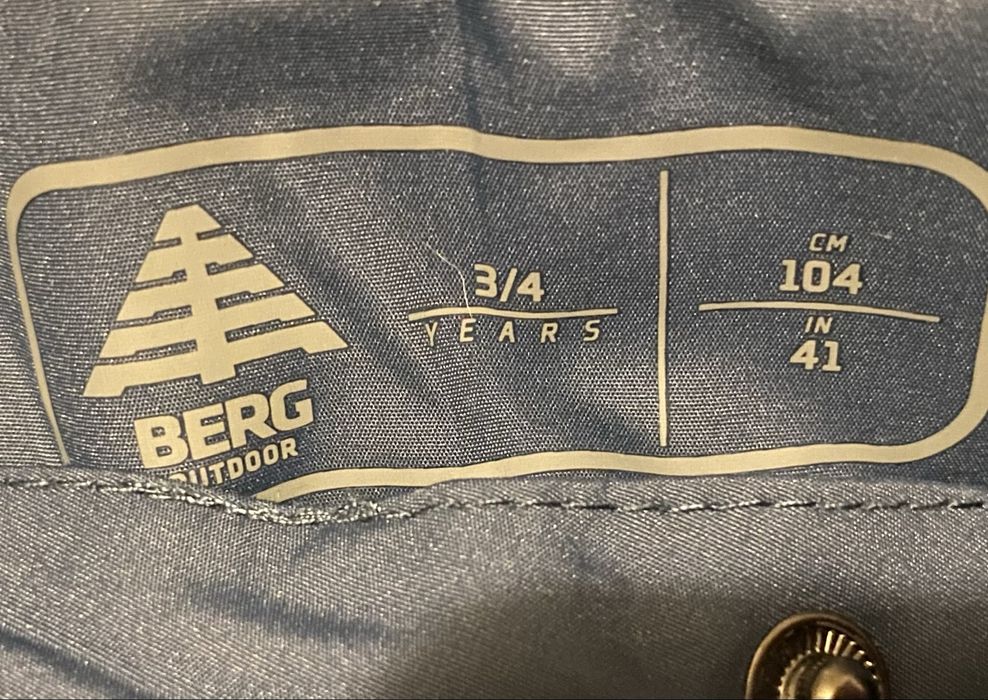 BERG
OUTDOOR
3/4
YEARS
CM
104
IN
41